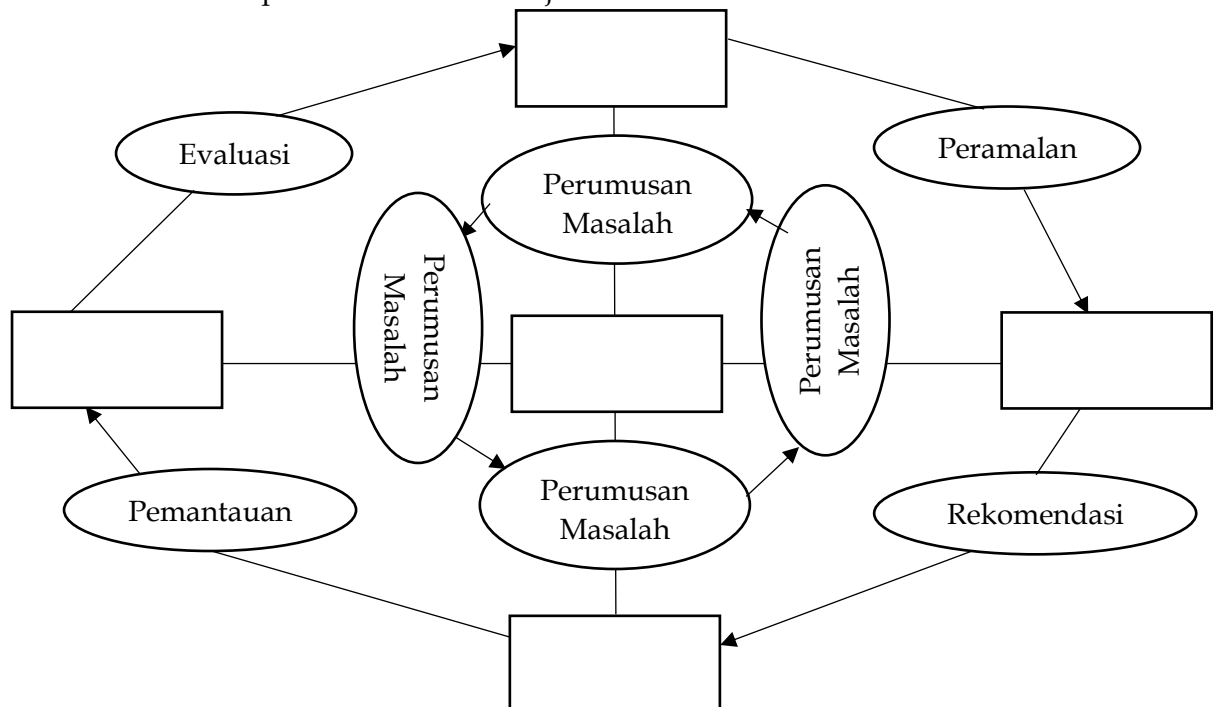 Evaluasi
Peramalan
Perumusan
Masalah
Perumusan
Masalah
Perumusan
Masalah
Pemantauan
Perumusan
Masalah
Rekomendasi